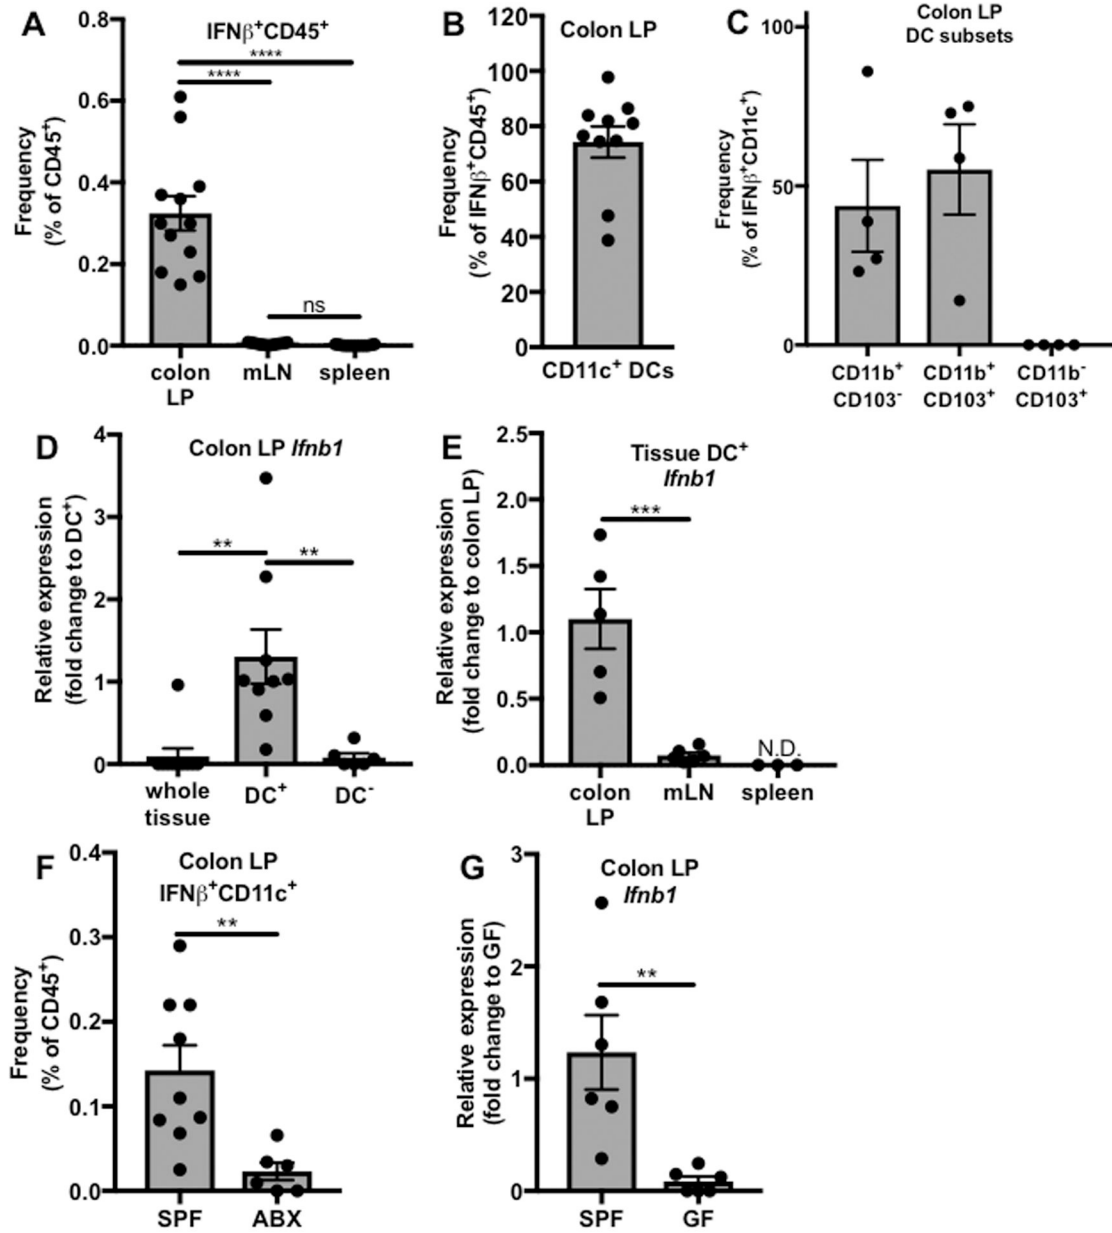 A
IFNβ⁺CD45⁺
****
****
ns
0.8
0.6
0.4
0.2
0.0
Frequency
(% of CD45⁺)
colon
LP
mLN
spleen
B
Colon LP
120
100
80
60
40
20
0
Frequency
(% of IFNβ⁺CD45⁺)
CD11c⁺ DCs
C
Colon LP
DC subsets
100
50
0
Frequency
(% of IFNβ⁺CD11c⁺)
CD11b⁺
CD103⁻
CD11b⁺
CD103⁺
CD11b⁻
CD103⁺
D
Colon LP Ifnb1
**
**
4
3
2
1
0
Relative expression
(fold change to DC⁺)
whole
tissue
DC⁺
DC⁻
E
Tissue DC⁺
Ifnb1
***
N.D.
2.5
2.0
1.5
1.0
0.5
0.0
Relative expression
(fold change to colon LP)
colon
LP
mLN
spleen
F
Colon LP
IFNβ⁺CD11c⁺
**
0.4
0.3
0.2
0.1
0.0
Frequency
(% of CD45⁺)
SPF
ABX
G
Colon LP
Ifnb1
**
3
2
1
0
Relative expression
(fold change to GF)
SPF
GF